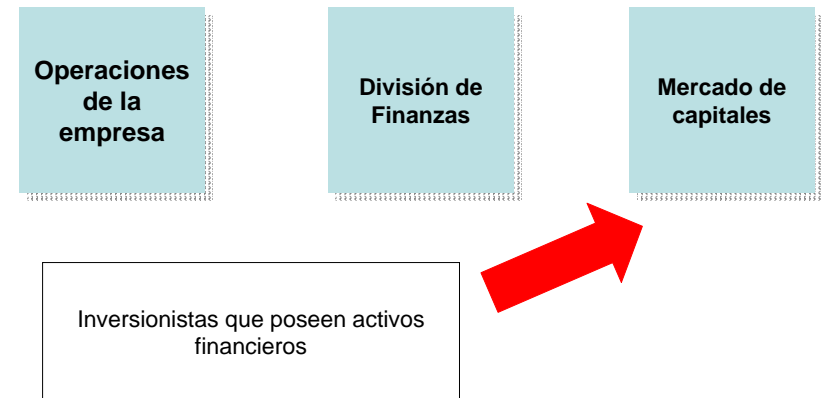 Operaciones
de la
empresa
División de
Finanzas
Mercado de
capitales
Inversionistas que poseen activos
financieros